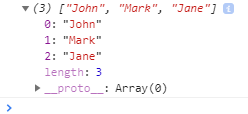 ▼ (3) ["John", "Mark", "Jane"] i
0: "John"
1: "Mark"
2: "Jane"
length: 3
▶ __proto__: Array(0)
>